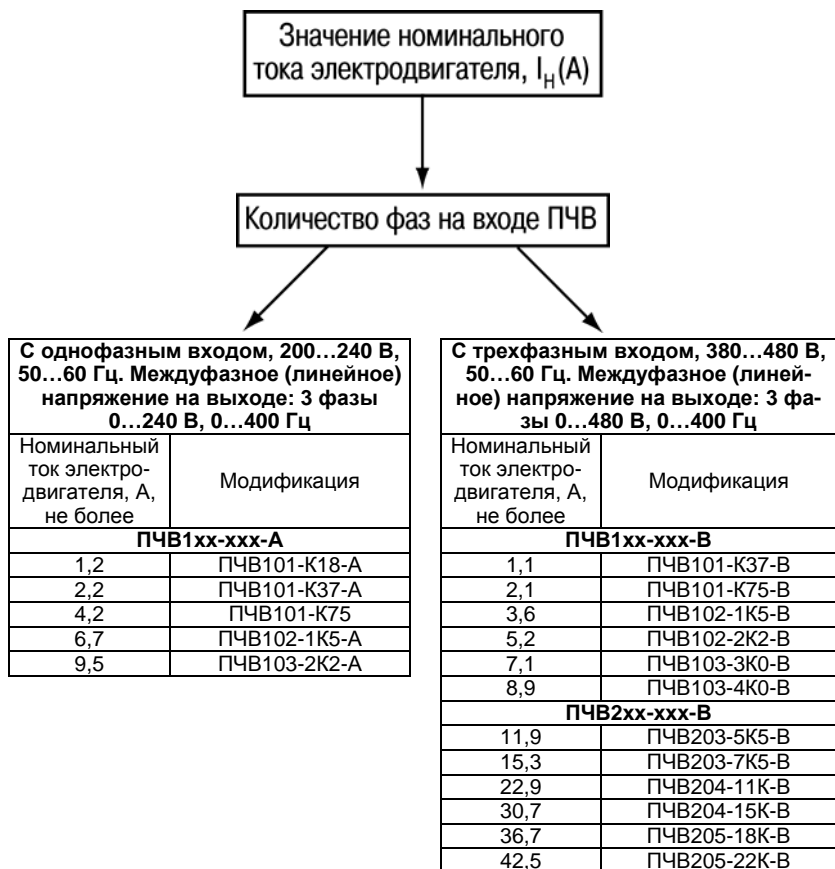 Значение номинального
тока электродвигателя, Iн(А)
Количество фаз на входе ПЧВ
С однофазным входом, 200…240 В,
50…60 Гц. Междуфазное (линейное)
напряжение на выходе: 3 фазы
0…240 В, 0…400 Гц
Номинальный
ток электро-
двигателя, А,
не более
Модификация
ПЧВ1хх-ххх-А
1,2 ПЧВ101-К18-А
2,2 ПЧВ101-К37-А
4,2 ПЧВ101-К75
6,7 ПЧВ102-1К5-А
9,5 ПЧВ103-2К2-А
С трехфазным входом, 380…480 В,
50…60 Гц. Междуфазное (линей-
ное) напряжение на выходе: 3 фа-
зы 0…480 В, 0…400 Гц
Номинальный
ток электро-
двигателя, А,
не более
Модификация
ПЧВ1хх-ххх-В
1,1 ПЧВ101-К37-В
2,1 ПЧВ101-К75-В
3,6 ПЧВ102-1К5-В
5,2 ПЧВ102-2К2-В
7,1 ПЧВ103-3К0-В
8,9 ПЧВ103-4К0-В
ПЧВ2хх-ххх-В
11,9 ПЧВ203-5К5-В
15,3 ПЧВ203-7К5-В
22,9 ПЧВ204-11К-В
30,7 ПЧВ204-15К-В
36,7 ПЧВ205-18К-В
42,5 ПЧВ205-22К-В